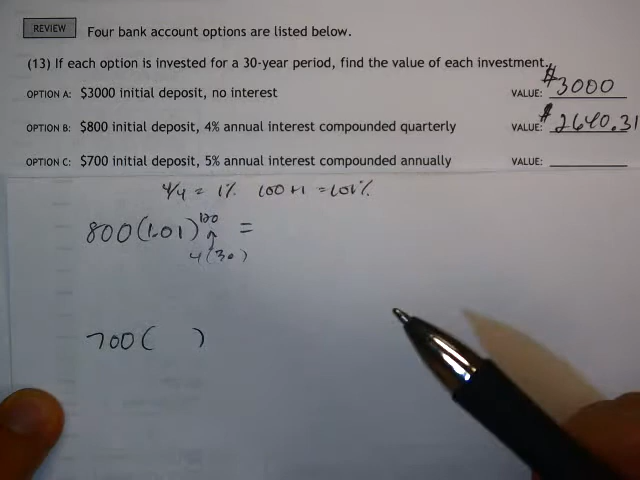 REVIEW Four bank account options are listed below.
(13) If each option is invested for a 30-year period, find the value of each investment.
OPTION A: $3000 initial deposit, no interest VALUE: $3000
OPTION B: $800 initial deposit, 4% annual interest compounded quarterly VALUE: $2640.31
OPTION C: $700 initial deposit, 5% annual interest compounded annually VALUE:
4/4 = 1% 100+1 = 101%
800(1.01)^120 =
4(30)
700( )